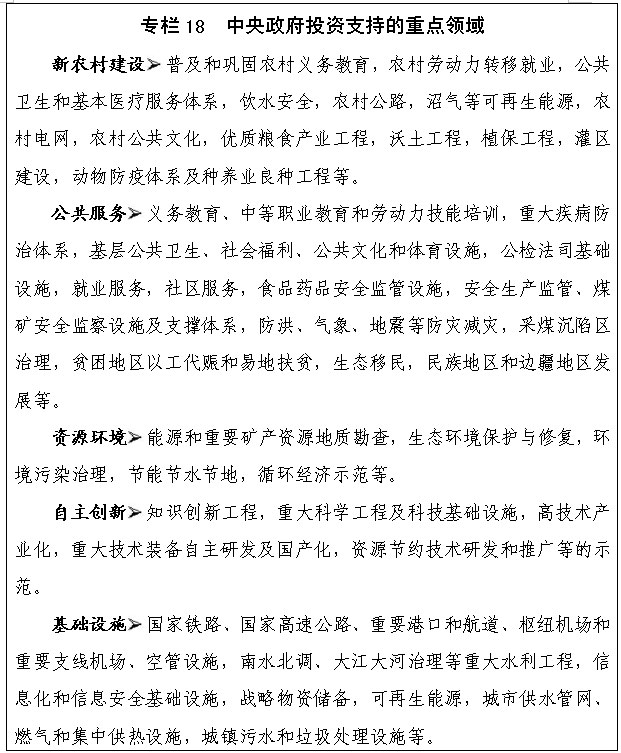 专栏18 中央政府投资支持的重点领域
新农村建设➢普及和巩固农村义务教育，农村劳动力转移就业，公共
卫生和基本医疗服务体系，饮水安全，农村公路，沼气等可再生能源，农
村电网，农村公共文化，优质粮食产业工程，沃土工程，植保工程，灌区
建设，动物防疫体系及种养业良种工程等。
公共服务➢义务教育、中等职业教育和劳动力技能培训，重大疾病防
治体系，基层公共卫生、社会福利、公共文化和体育设施，公检法司基础
设施，就业服务，社区服务，食品药品安全监管设施，安全生产监管、煤
矿安全监察设施及支撑体系，防洪、气象、地震等防灾减灾，采煤沉陷区
治理，贫困地区以工代赈和易地扶贫，生态移民，民族地区和边疆地区发
展等。
资源环境➢能源和重要矿产资源地质勘查，生态环境保护与修复，环
境污染治理，节能节水节地，循环经济示范等。
自主创新➢知识创新工程，重大科学工程及科技基础设施，高技术产
业化，重大技术装备自主研发及国产化，资源节约技术研发和推广等的示
范。
基础设施➢国家铁路、国家高速公路、重要港口和航道、枢纽机场和
重要支线机场、空管设施，南水北调、大江大河治理等重大水利工程，信
息化和信息安全基础设施，战略物资储备，可再生能源，城市供水管网、
燃气和集中供热设施，城镇污水和垃圾处理设施等。